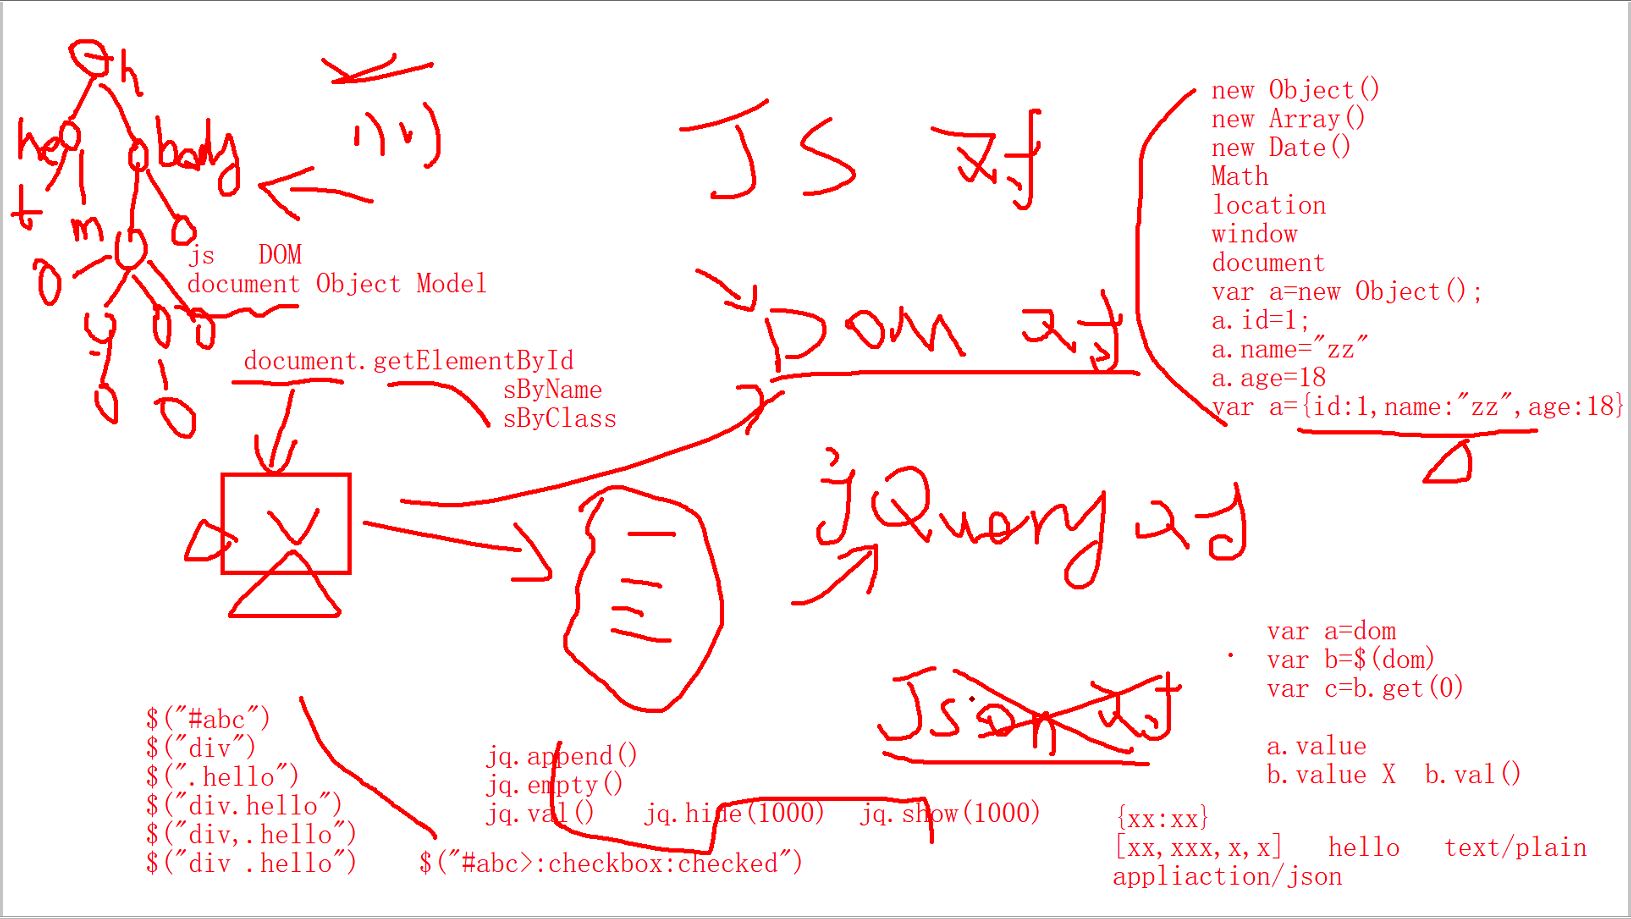 h
he
body
t
m
js   DOM
document Object Model
document.getElementById
sByName
sByClass
JS 对
DOM 对
jQuery 对
Json 对
new Object()
new Array()
new Date()
Math
location
window
document
var a=new Object();
a.id=1;
a.name="zz"
a.age=18
var a={id:1,name:"zz",age:18}
var a=dom
var b=$(dom)
var c=b.get(0)
a.value
b.value X  b.val()
$("#abc")
$("div")
$(".hello")
$("div.hello")
$("div,.hello")
$("div .hello")
$("#abc>:checkbox:checked")
jq.append()
jq.empty()
jq.val()   jq.hide(1000)  jq.show(1000)
{xx:xx}
[xx,xxx,x,x]   hello   text/plain
appliaction/json